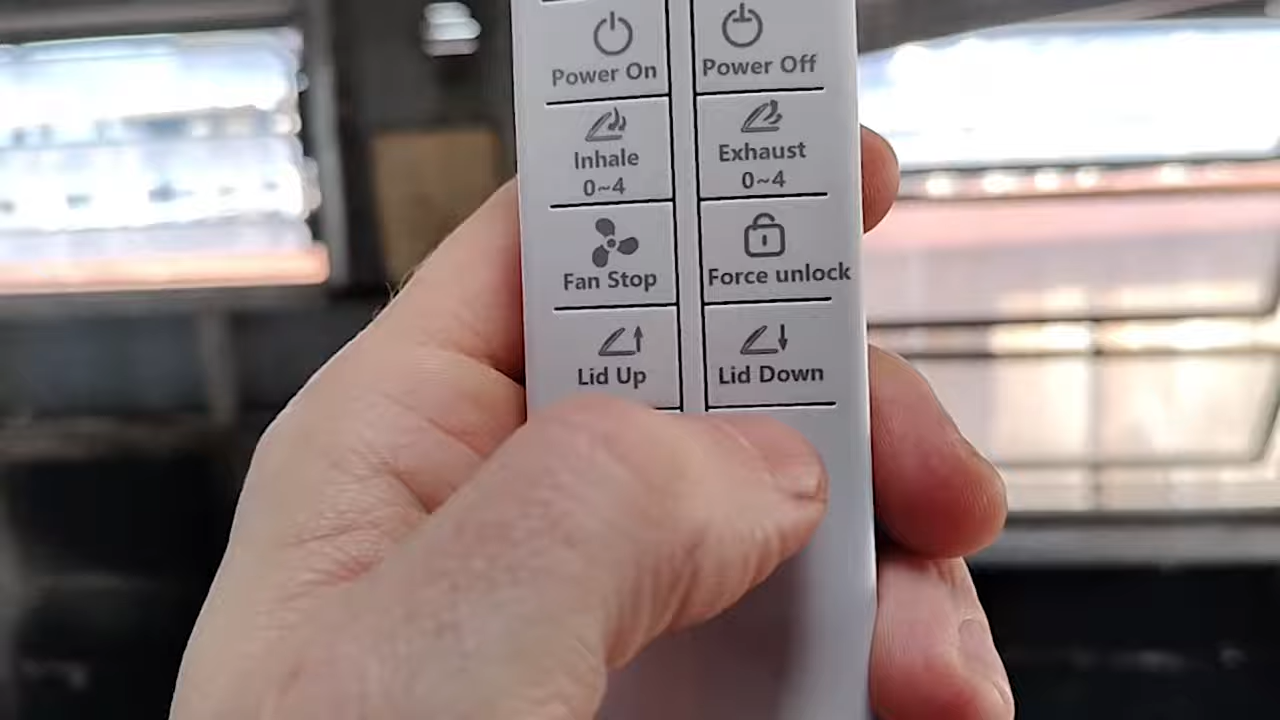 Power On
Power Off
Inhale
0~4
Exhaust
0~4
Fan Stop
Force unlock
Lid Up
Lid Down